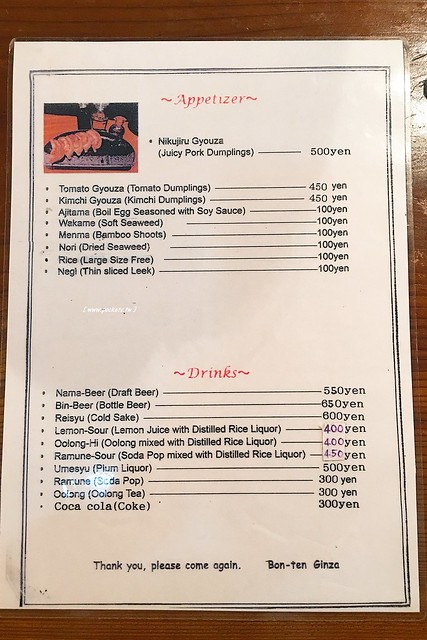 ~Appetizer~
• Nikujiru Gyouza
(Juicy Pork Dumplings) 500yen
• Tomato Gyouza (Tomato Dumplings) 450 yen
• Kimchi Gyouza (Kimchi Dumplings) 450 yen
• Ajitama (Boil Egg Seasoned with Soy Sauce) 100yen
• Wakame (Soft Seaweed) 100yen
• Menma (Bamboo Shoots) 100yen
• Nori (Dried Seaweed) 100yen
• Rice (Large Size Free) 100yen
• Negi (Thin sliced Leek) 100yen
~Drinks~
• Nama-Beer (Draft Beer) 550yen
• Bin-Beer (Bottle Beer) 650yen
• Reisyu (Cold Sake) 600yen
• Lemon-Sour (Lemon Juice with Distilled Rice Liquor) 400yen
• Oolong-Hi (Oolong mixed with Distilled Rice Liquor) 400yen
• Ramune-Sour (Soda Pop mixed with Distilled Rice Liquor) 450yen
• Umesyu (Plum Liquor) 500yen
• Ramune (Soda Pop) 300 yen
• Oolong (Oolong Tea) 300 yen
• Coca cola(Coke) 300yen
Thank you, please come again. Bon-ten Ginza